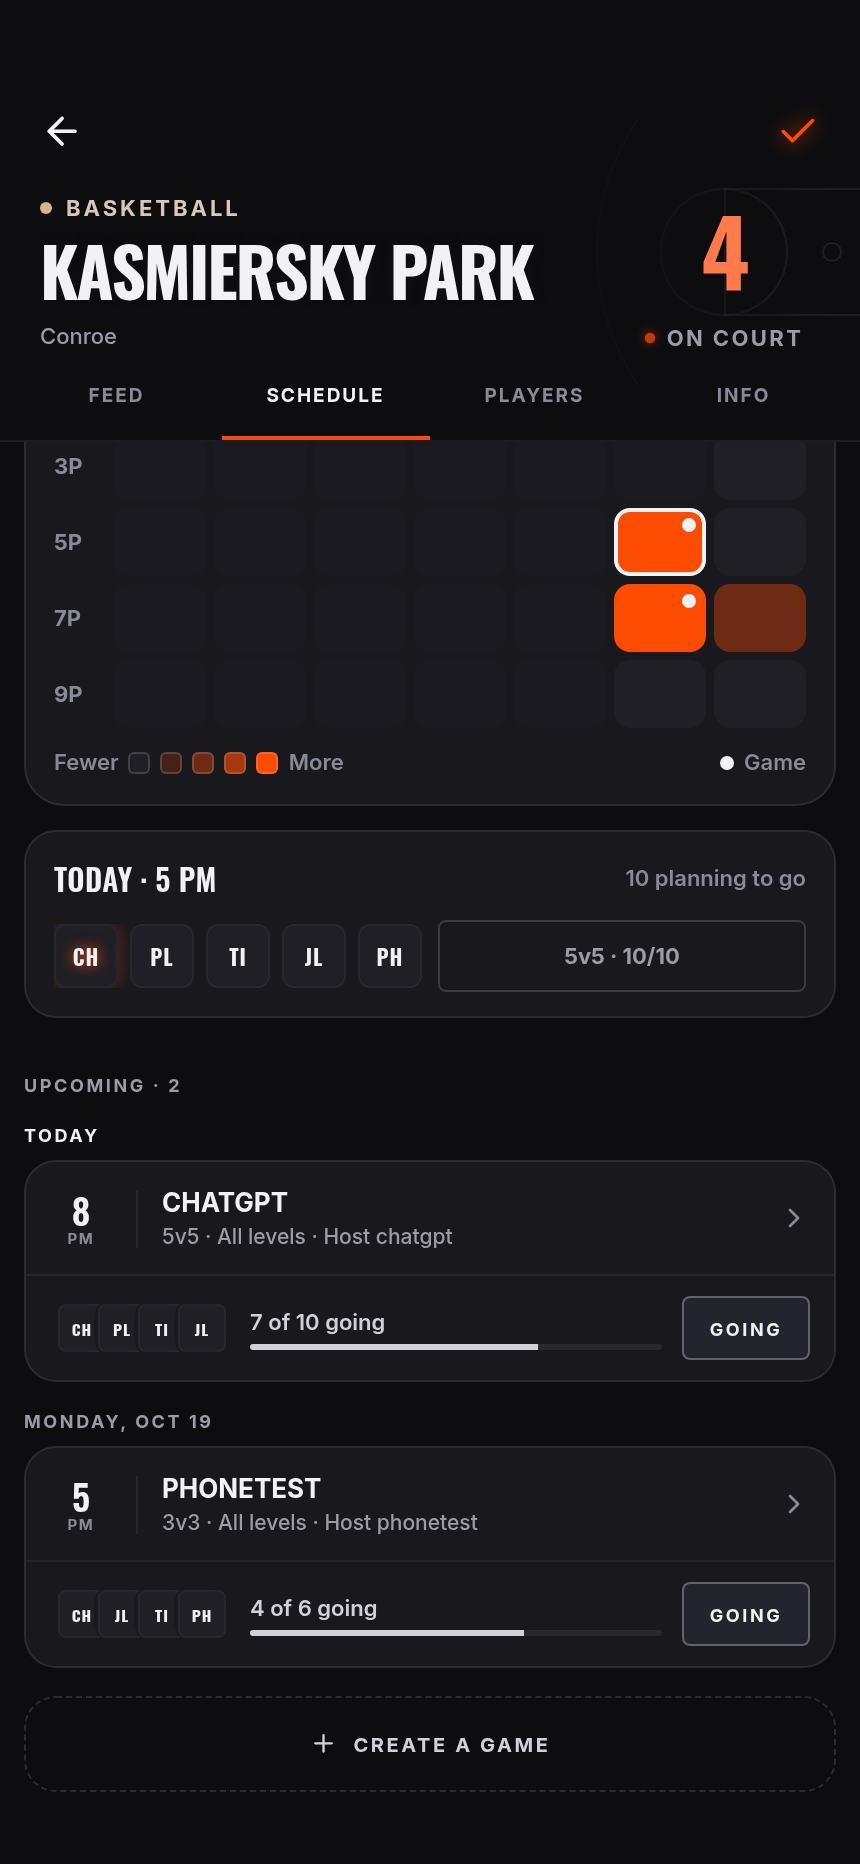 BASKETBALL
KASMIERSKY PARK
Conroe
4
ON COURT
FEED SCHEDULE PLAYERS INFO
3P
5P
7P
9P
Fewer More Game
TODAY · 5 PM 10 planning to go
CH PL TI JL PH 5v5 · 10/10
UPCOMING · 2
TODAY
8 PM
CHATGPT
5v5 · All levels · Host chatgpt
CH PL TI JL 7 of 10 going GOING
MONDAY, OCT 19
5 PM
PHONETEST
3v3 · All levels · Host phonetest
CH JL TI PH 4 of 6 going GOING
+ CREATE A GAME